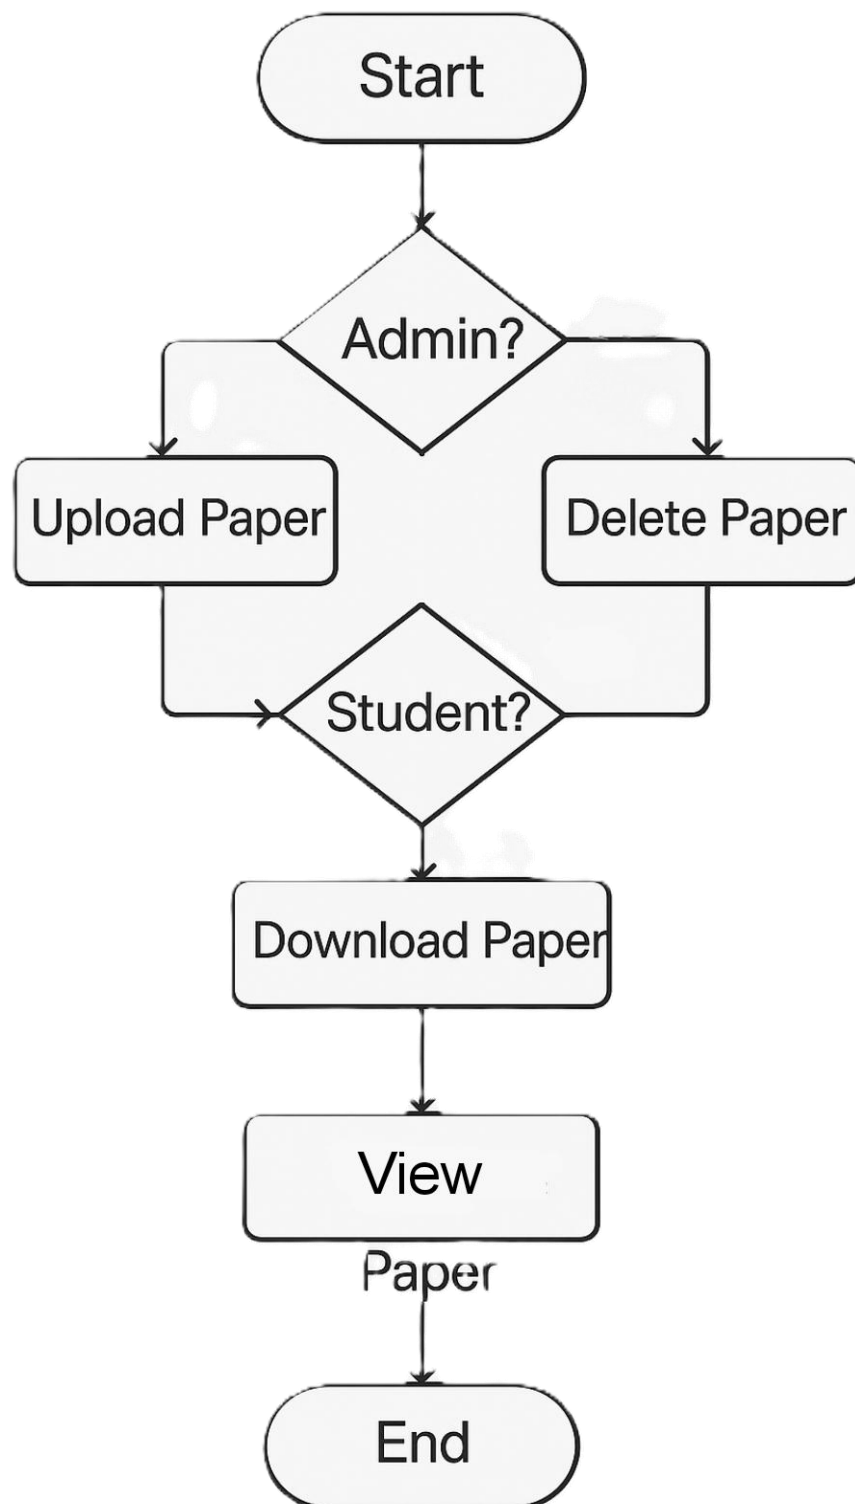 Start
Admin?
Upload Paper
Delete Paper
Student?
Download Paper
View
Paper
End